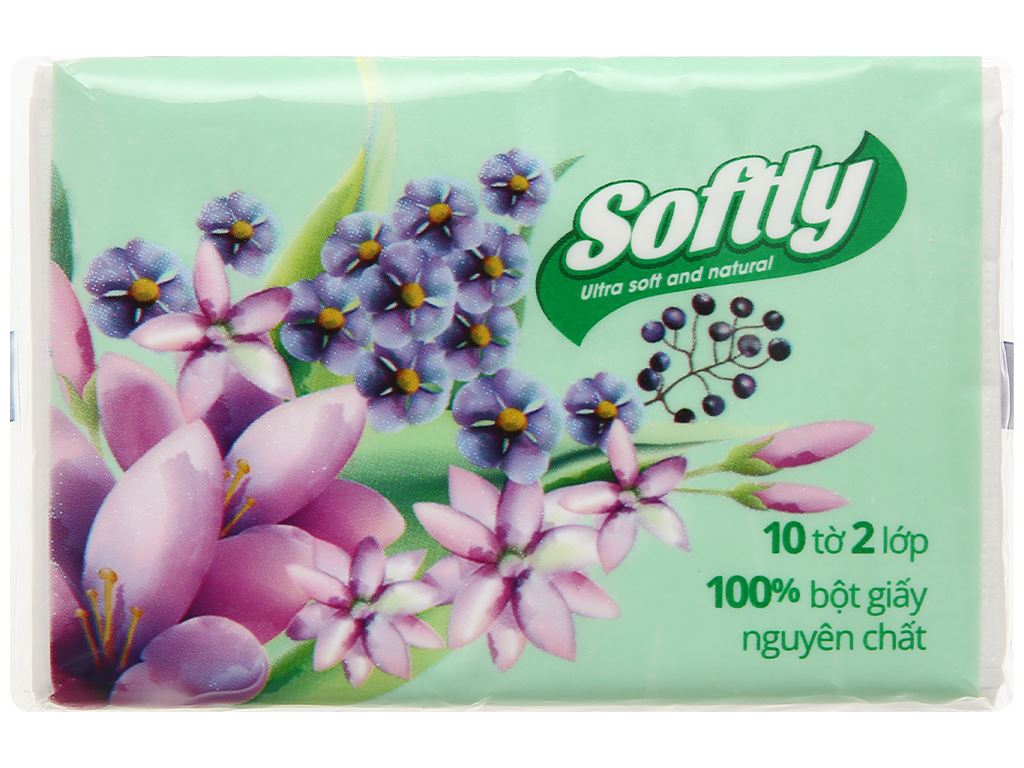 Softly
Ultra soft and natural
10 tờ 2 lớp
100% bột giấy
nguyên chất